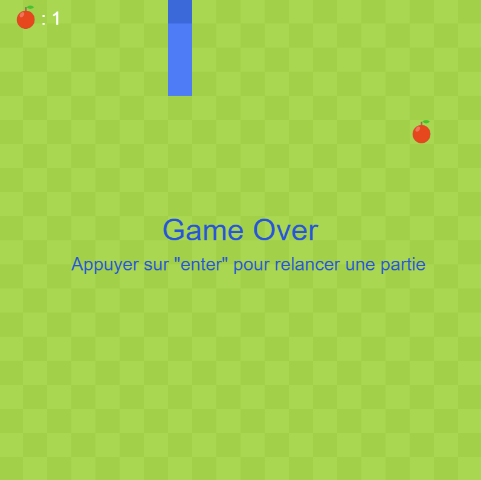 : 1
Game Over
Appuyer sur "enter" pour relancer une partie